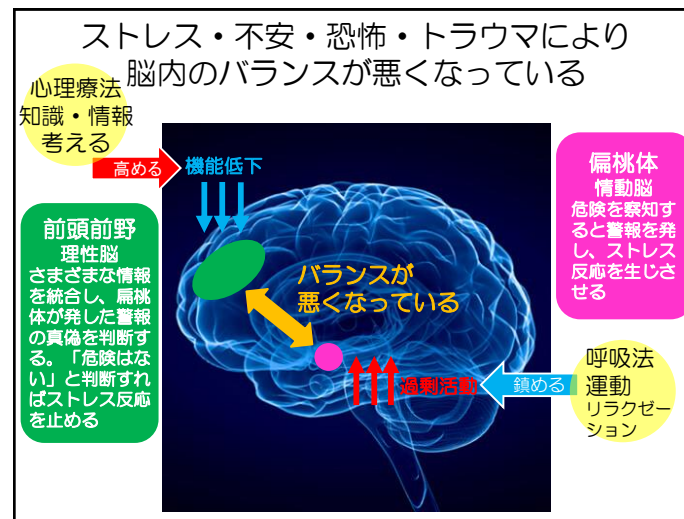 ストレス・不安・恐怖・トラウマにより
脳内のバランスが悪くなっている
心理療法
知識・情報
考える
高める
機能低下
前頭前野
理性脳
さまざまな情報
を統合し、扁桃
体が発した警報
の真偽を判断す
る。「危険はな
い」と判断すれ
ばストレス反応
を止める
バランスが
悪くなっている
偏桃体
情動脳
危険を察知す
ると警報を発
し、ストレス
反応を生じさ
せる
過剰活動
鎮める
呼吸法
運動
リラクゼー
ション